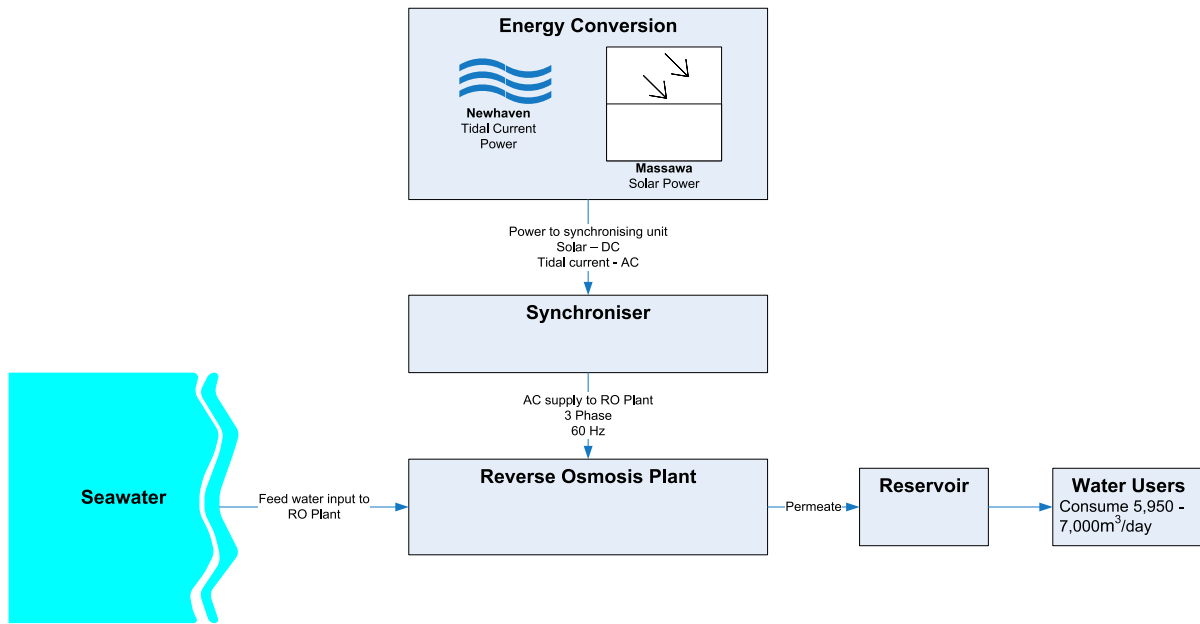 Energy Conversion
Newhaven
Tidal Current
Power
Massawa
Solar Power
Power to synchronising unit
Solar – DC
Tidal current - AC
Synchroniser
AC supply to RO Plant
3 Phase
60 Hz
Seawater
Feed water input to
RO Plant
Reverse Osmosis Plant
Permeate
Reservoir
Water Users
Consume 5,950 -
7,000m³/day